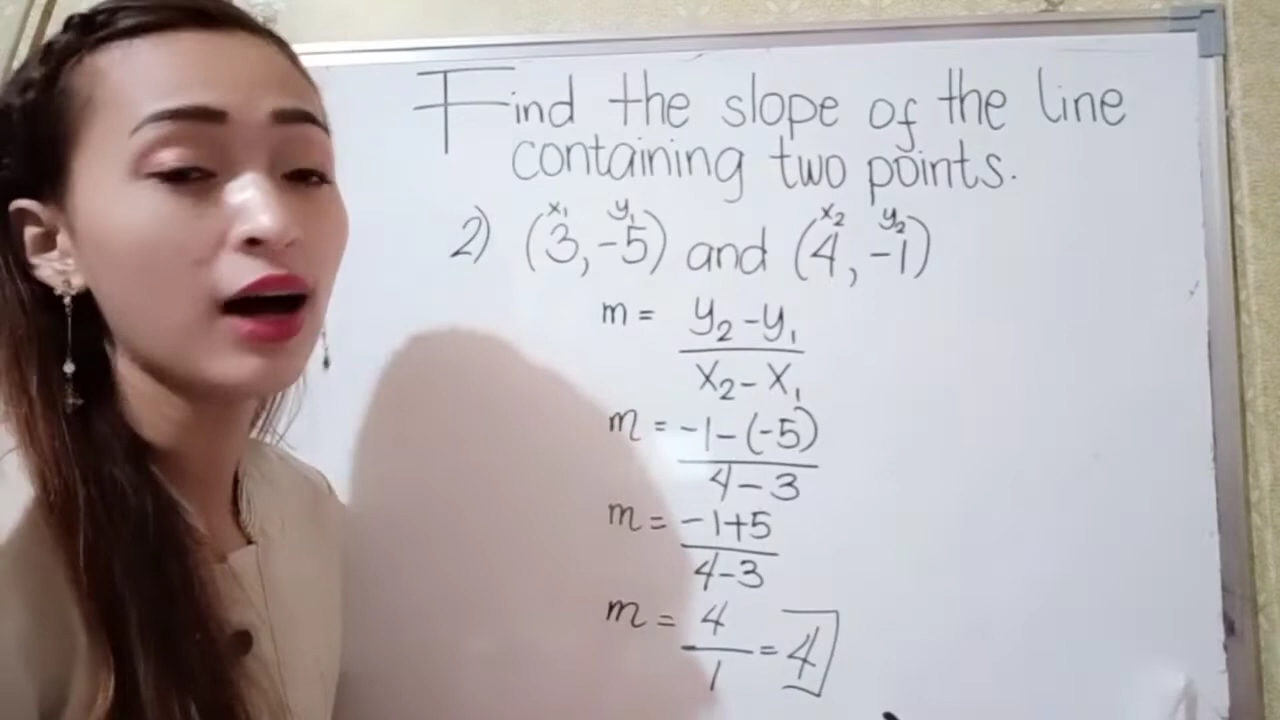 Find the slope of the line
containing two points.
x₁ y₁ x₂ y₂
2) (3, -5) and (4, -1)
m = y₂ - y₁
x₂ - x₁
m = -1 - (-5)
4 - 3
m = -1+5
4-3
m = 4
1
= 4